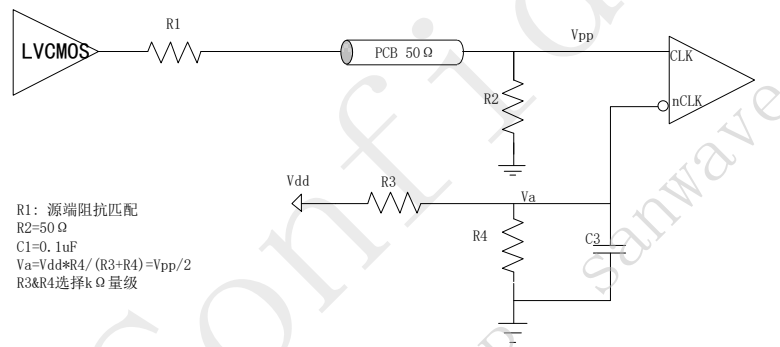 R1
LVCMOS
PCB 50Ω
Vpp
CLK
R2
nCLK
Vdd
R3
Va
R4
C3
R1: 源端阻抗匹配
R2=50Ω
C1=0.1uF
Va=Vdd*R4/(R3+R4)=Vpp/2
R3&R4选择kΩ量级
sanwave